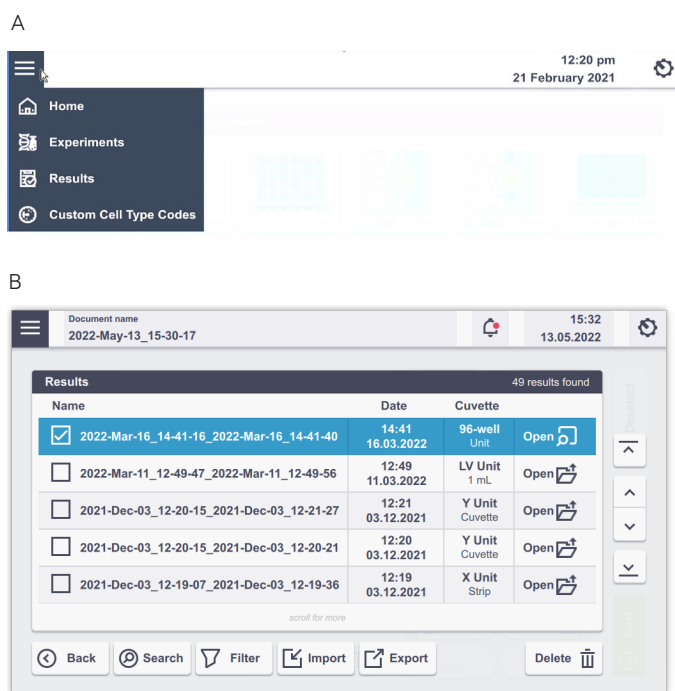 A
12:20 pm
21 February 2021
Home
Experiments
Results
Custom Cell Type Codes
B
Document name
2022-May-13_15-30-17
15:32
13.05.2022
Results
49 results found
Name Date Cuvette
2022-Mar-16_14-41-16_2022-Mar-16_14-41-40 14:41 16.03.2022 96-well Unit Open
2022-Mar-11_12-49-47_2022-Mar-11_12-49-56 12:49 11.03.2022 LV Unit 1 mL Open
2021-Dec-03_12-20-15_2021-Dec-03_12-21-27 12:21 03.12.2021 Y Unit Cuvette Open
2021-Dec-03_12-20-15_2021-Dec-03_12-20-21 12:20 03.12.2021 Y Unit Cuvette Open
2021-Dec-03_12-19-07_2021-Dec-03_12-19-36 12:19 03.12.2021 X Unit Strip Open
scroll for more
Deselect
Back Search Filter Import Export Delete